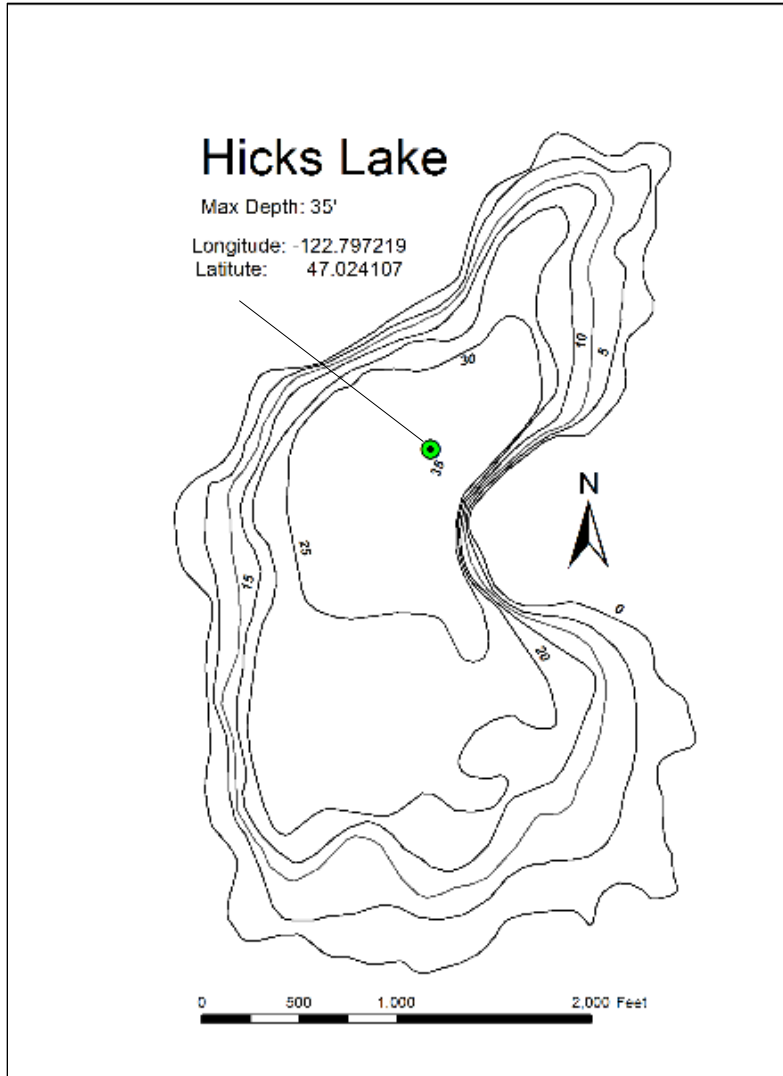 Hicks Lake
Max Depth: 35'
Longitude: -122.797219
Latitute: 47.024107
30
10
5
35
N
25
15
0
20
0 500 1,000 2,000 Feet